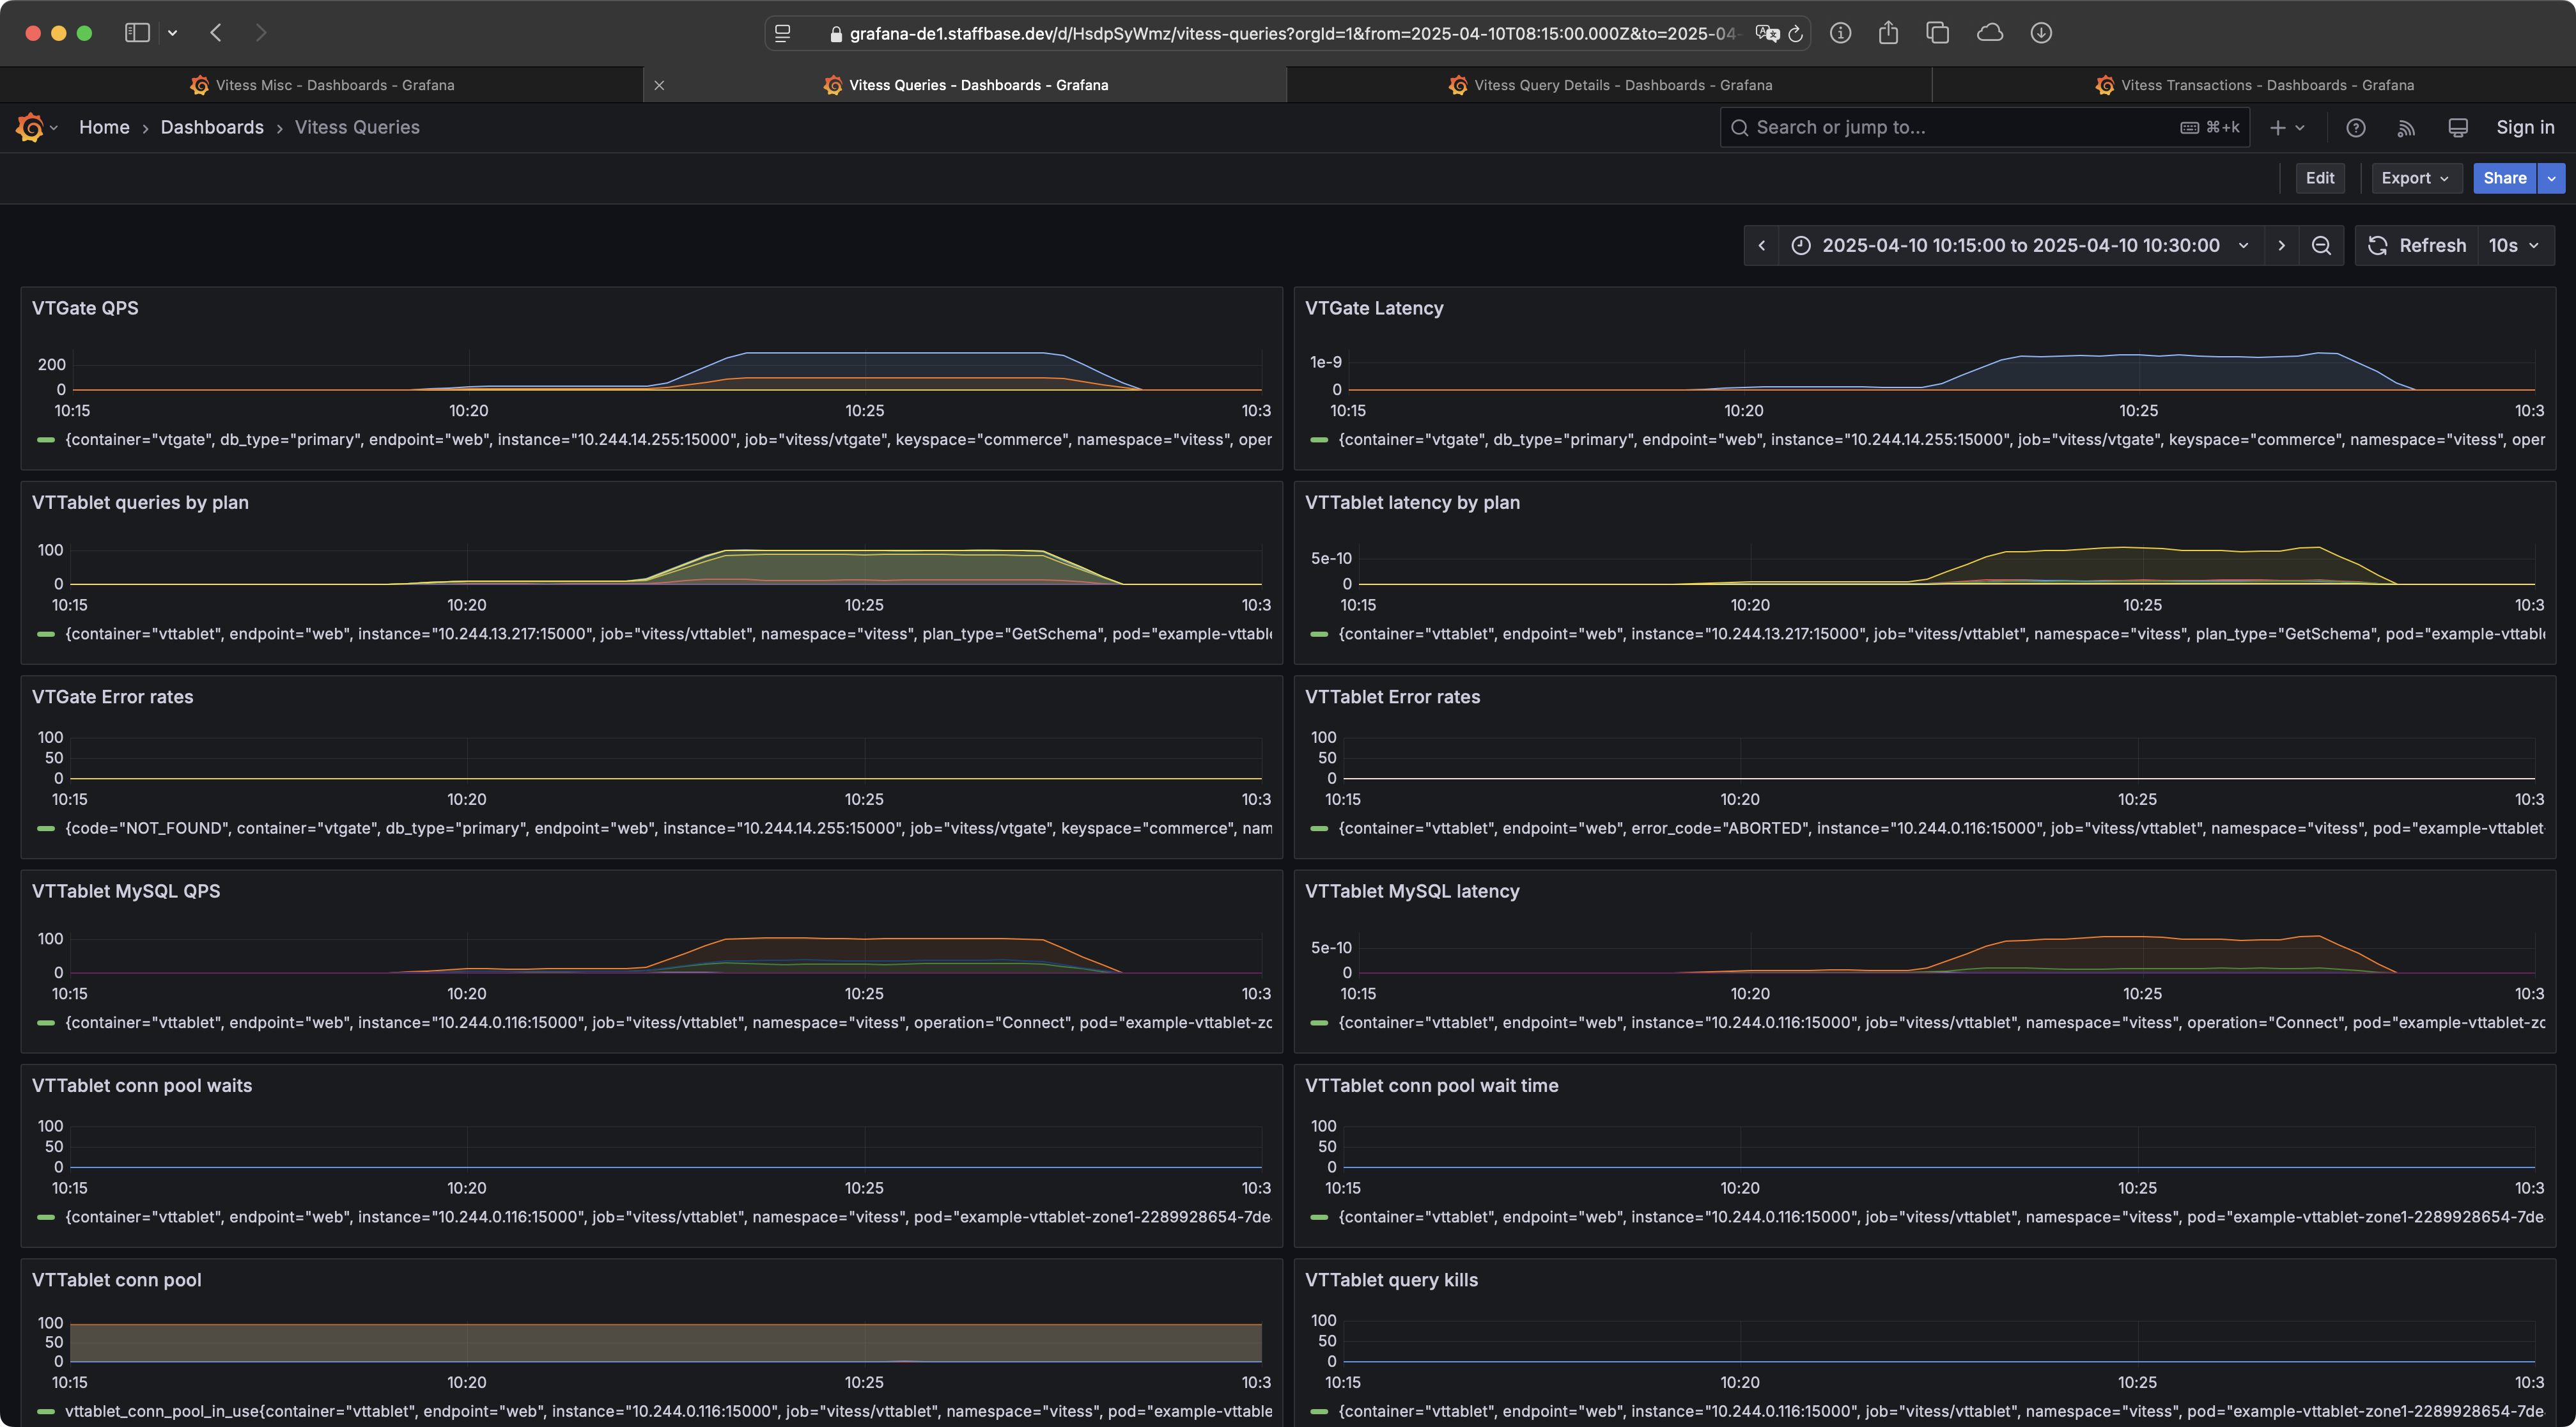 grafana-de1.staffbase.dev/d/HsdpSyWmz/vitess-queries?orgId=1&from=2025-04-10T08:15:00.000Z&to=2025-04-
Vitess Misc - Dashboards - Grafana
Vitess Queries - Dashboards - Grafana
Vitess Query Details - Dashboards - Grafana
Vitess Transactions - Dashboards - Grafana
Home › Dashboards › Vitess Queries
Search or jump to...
⌘+k
Sign in
Edit
Export
Share
2025-04-10 10:15:00 to 2025-04-10 10:30:00
Refresh
10s
VTGate QPS
200
0
10:15 10:20 10:25 10:3
{container="vtgate", db_type="primary", endpoint="web", instance="10.244.14.255:15000", job="vitess/vtgate", keyspace="commerce", namespace="vitess", oper
VTGate Latency
1e-9
0
10:15 10:20 10:25 10:3
{container="vtgate", db_type="primary", endpoint="web", instance="10.244.14.255:15000", job="vitess/vtgate", keyspace="commerce", namespace="vitess", oper
VTTablet queries by plan
100
0
10:15 10:20 10:25 10:3
{container="vttablet", endpoint="web", instance="10.244.13.217:15000", job="vitess/vttablet", namespace="vitess", plan_type="GetSchema", pod="example-vttable
VTTablet latency by plan
5e-10
0
10:15 10:20 10:25 10:3
{container="vttablet", endpoint="web", instance="10.244.13.217:15000", job="vitess/vttablet", namespace="vitess", plan_type="GetSchema", pod="example-vttabl
VTGate Error rates
100
50
0
10:15 10:20 10:25 10:3
{code="NOT_FOUND", container="vtgate", db_type="primary", endpoint="web", instance="10.244.14.255:15000", job="vitess/vtgate", keyspace="commerce", nam
VTTablet Error rates
100
50
0
10:15 10:20 10:25 10:3
{container="vttablet", endpoint="web", error_code="ABORTED", instance="10.244.0.116:15000", job="vitess/vttablet", namespace="vitess", pod="example-vttablet-
VTTablet MySQL QPS
100
0
10:15 10:20 10:25 10:3
{container="vttablet", endpoint="web", instance="10.244.0.116:15000", job="vitess/vttablet", namespace="vitess", operation="Connect", pod="example-vttablet-zo
VTTablet MySQL latency
5e-10
0
10:15 10:20 10:25 10:3
{container="vttablet", endpoint="web", instance="10.244.0.116:15000", job="vitess/vttablet", namespace="vitess", operation="Connect", pod="example-vttablet-zo
VTTablet conn pool waits
100
50
0
10:15 10:20 10:25 10:3
{container="vttablet", endpoint="web", instance="10.244.0.116:15000", job="vitess/vttablet", namespace="vitess", pod="example-vttablet-zone1-2289928654-7de
VTTablet conn pool wait time
100
50
0
10:15 10:20 10:25 10:3
{container="vttablet", endpoint="web", instance="10.244.0.116:15000", job="vitess/vttablet", namespace="vitess", pod="example-vttablet-zone1-2289928654-7de
VTTablet conn pool
100
50
0
10:15 10:20 10:25 10:3
vttablet_conn_pool_in_use{container="vttablet", endpoint="web", instance="10.244.0.116:15000", job="vitess/vttablet", namespace="vitess", pod="example-vttable
VTTablet query kills
100
50
0
10:15 10:20 10:25 10:3
{container="vttablet", endpoint="web", instance="10.244.0.116:15000", job="vitess/vttablet", namespace="vitess", pod="example-vttablet-zone1-2289928654-7de